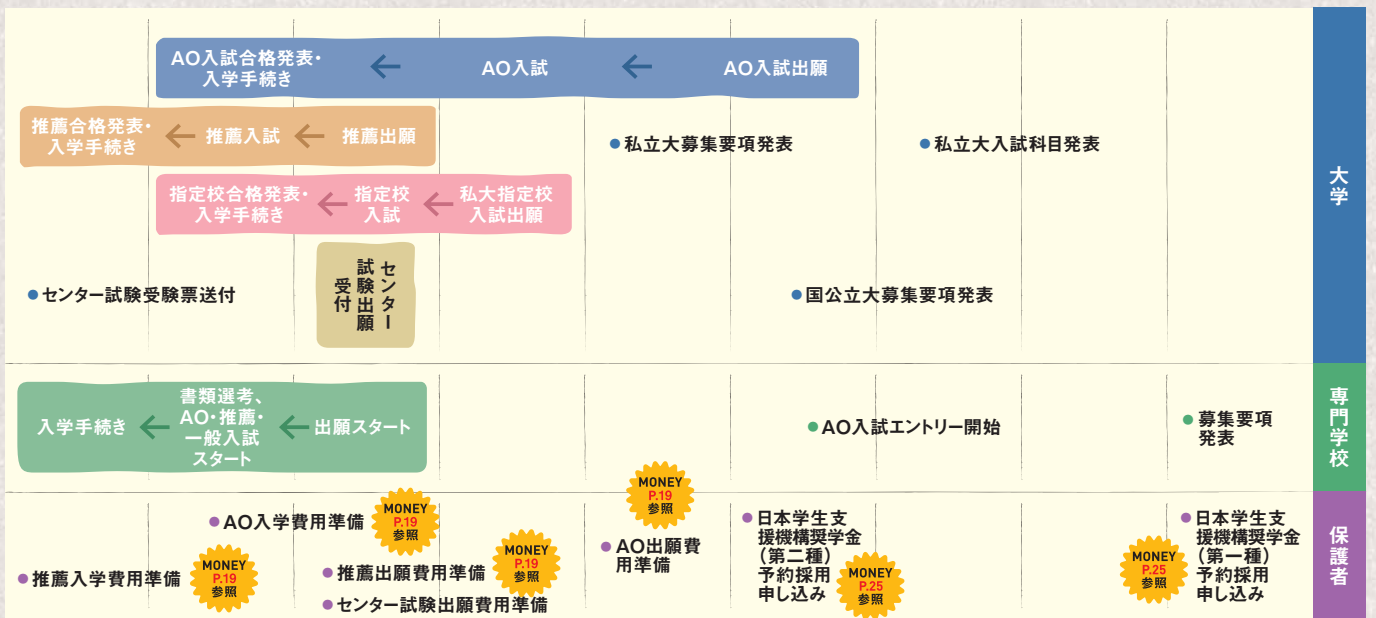 大学
AO入試出願
AO入試
AO入試合格発表・
入学手続き
推薦出願
推薦入試
推薦合格発表・
入学手続き
私立大入試科目発表
私立大募集要項発表
私大指定校
入試出願
指定校
入試
指定校合格発表・
入学手続き
国公立大募集要項発表
センター
試験出願
受付
センター試験受験票送付
専門学校
募集要項
発表
AO入試エントリー開始
出願スタート
書類選考、
AO・推薦・
一般入試
スタート
入学手続き
保護者
日本学生支
援機構奨学金
(第一種)
予約採用
申し込み
MONEY
P.25
参照
日本学生支
援機構奨学金
(第二種)
予約採用
申し込み
MONEY
P.25
参照
AO出願費
用準備
MONEY
P.19
参照
推薦出願費用準備
MONEY
P.19
参照
センター試験出願費用準備
AO入学費用準備
MONEY
P.19
参照
推薦入学費用準備
MONEY
P.19
参照